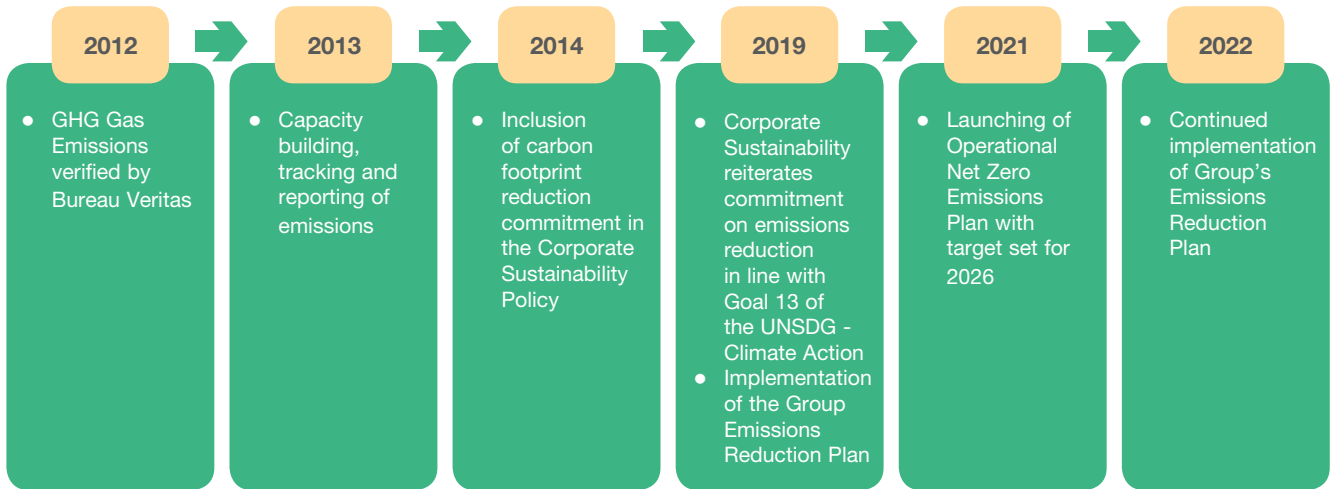 2012
● GHG Gas
Emissions
verified by
Bureau Veritas
2013
● Capacity
building,
tracking and
reporting of
emissions
2014
● Inclusion
of carbon
footprint
reduction
commitment in
the Corporate
Sustainability
Policy
2019
● Corporate
Sustainability
reiterates
commitment
on emissions
reduction
in line with
Goal 13 of
the UNSDG -
Climate Action
● Implementation
of the Group
Emissions
Reduction Plan
2021
● Launching of
Operational
Net Zero
Emissions
Plan with
target set for
2026
2022
● Continued
implementation
of Group’s
Emissions
Reduction
Plan